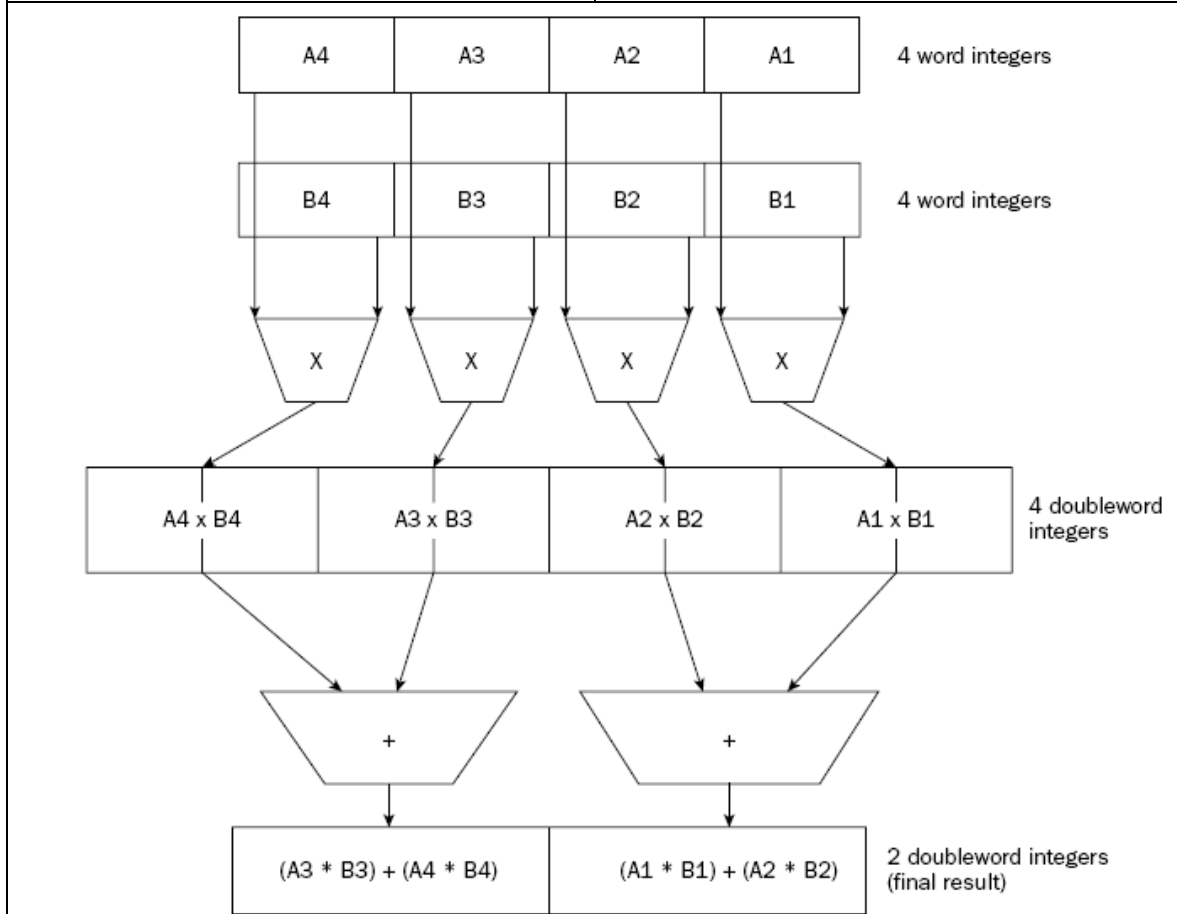 A4 A3 A2 A1 4 word integers
B4 B3 B2 B1 4 word integers
X X X X
A4 x B4 A3 x B3 A2 x B2 A1 x B1 4 doubleword
integers
+ +
(A3 * B3) + (A4 * B4) (A1 * B1) + (A2 * B2) 2 doubleword integers
(final result)